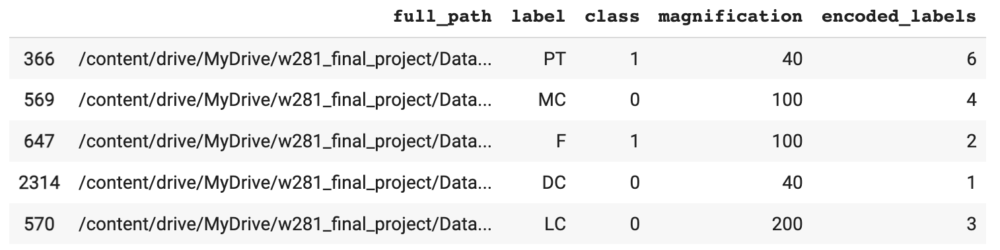 full_path label class magnification encoded_labels
366 /content/drive/MyDrive/w281_final_project/Data... PT 1 40 6
569 /content/drive/MyDrive/w281_final_project/Data... MC 0 100 4
647 /content/drive/MyDrive/w281_final_project/Data... F 1 100 2
2314 /content/drive/MyDrive/w281_final_project/Data... DC 0 40 1
570 /content/drive/MyDrive/w281_final_project/Data... LC 0 200 3